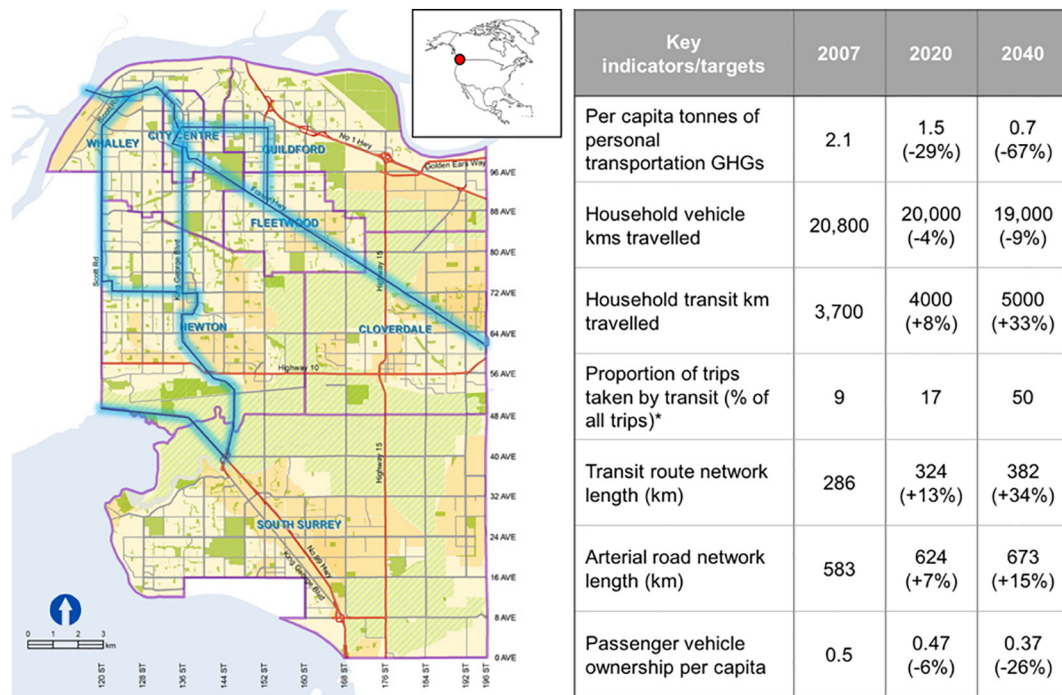 No 1 Hwy
Golden Ears Way
WHALLEY
CITY CENTRE
GUILDFORD
Fraser Hwy
FLEETWOOD
Scott Rd
King George Blvd
Highway 15
NEWTON
CLOVERDALE
Highway 10
Highway 15
SOUTH SURREY
No 99 Hwy
King George Blvd
96 AVE
88 AVE
80 AVE
72 AVE
64 AVE
56 AVE
48 AVE
40 AVE
32 AVE
24 AVE
16 AVE
8 AVE
0 AVE
0 1 2 3
km
120 ST
128 ST
136 ST
144 ST
152 ST
160 ST
168 ST
176 ST
184 ST
192 ST
196 ST
Key
indicators/targets
2007
2020
2040
Per capita tonnes of
personal
transportation GHGs
2.1
1.5
(-29%)
0.7
(-67%)
Household vehicle
kms travelled
20,800
20,000
(-4%)
19,000
(-9%)
Household transit km
travelled
3,700
4000
(+8%)
5000
(+33%)
Proportion of trips
taken by transit (% of
all trips)*
9
17
50
Transit route network
length (km)
286
324
(+13%)
382
(+34%)
Arterial road network
length (km)
583
624
(+7%)
673
(+15%)
Passenger vehicle
ownership per capita
0.5
0.47
(-6%)
0.37
(-26%)